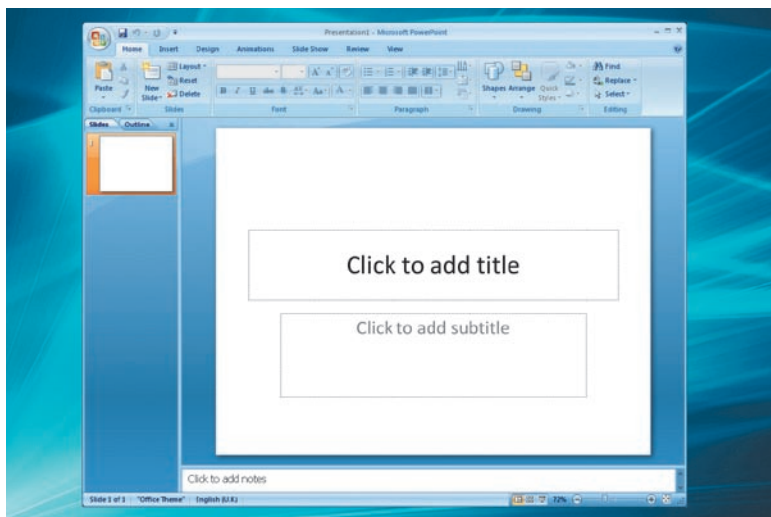 Presentation1 - Microsoft PowerPoint
Home Insert Design Animations Slide Show Review View
Layout Find
Reset Replace
Paste New Slide Delete Shapes Arrange Quick Styles Select
Clipboard Slides Font Paragraph Drawing Editing
Slides Outline
1
Click to add title
Click to add subtitle
Click to add notes
Slide 1 of 1 "Office Theme" English (U.K.) 72%